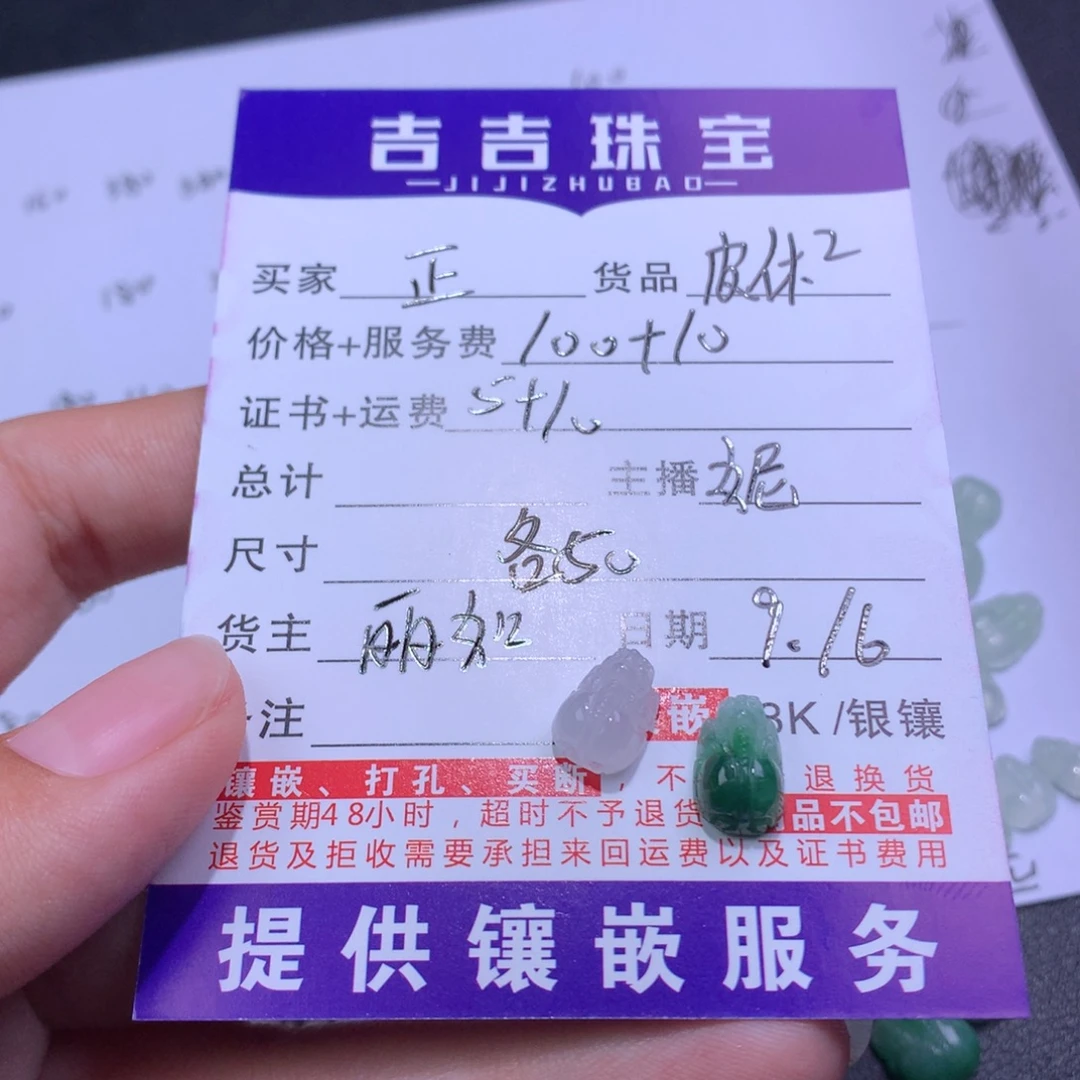 吉吉珠宝
JIJIZHUBAO
买家 正 货品 皮休2
价格+服务费 100+10
证书+运费 5+10
总计 主播 妮
尺寸 各50
货主 丽如 日期 9.16
注 嵌 8K/银镶
镶嵌、打孔、买断，不 退换货
鉴赏期48小时，超时不予退货 品不包邮
退货及拒收需要承担来回运费以及证书费用
提供镶嵌服务